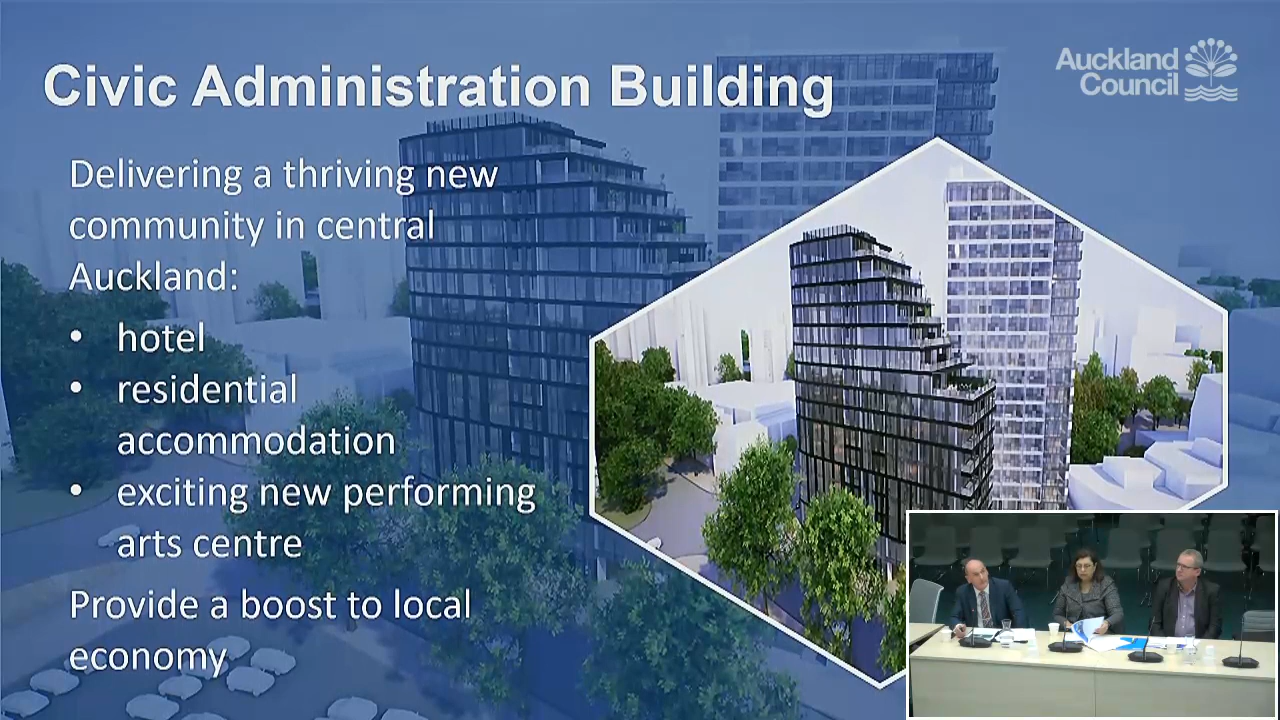 Civic Administration Building
Auckland
Council
Delivering a thriving new
community in central
Auckland:
• hotel
• residential
accommodation
• exciting new performing
arts centre
Provide a boost to local
economy